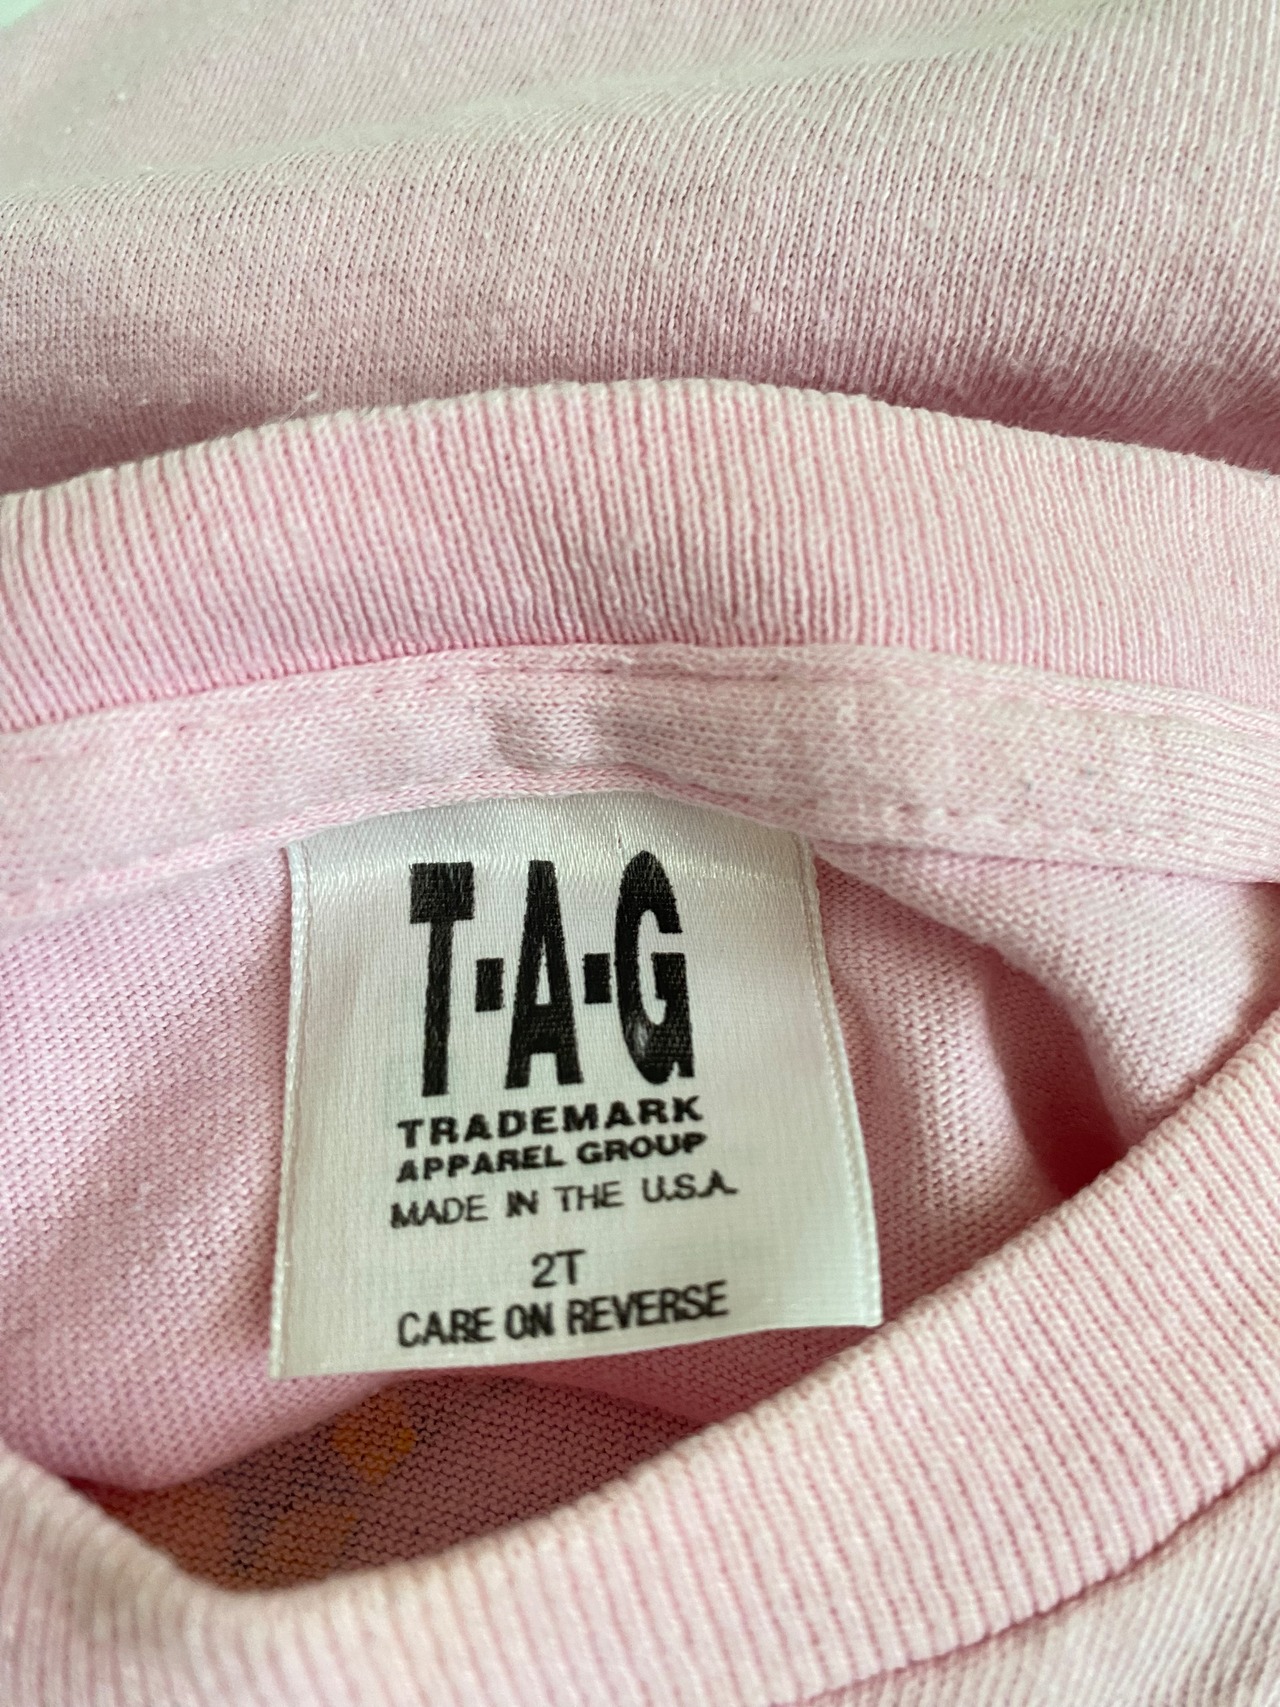 T-A-G
TRADEMARK
APPAREL GROUP
MADE IN THE U.S.A.
2T
CARE ON REVERSE